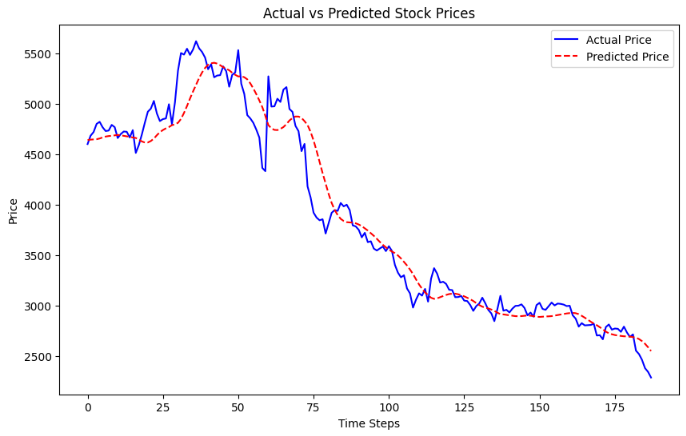 Actual vs Predicted Stock Prices
Actual Price
Predicted Price
Price
5500
5000
4500
4000
3500
3000
2500
0 25 50 75 100 125 150 175
Time Steps